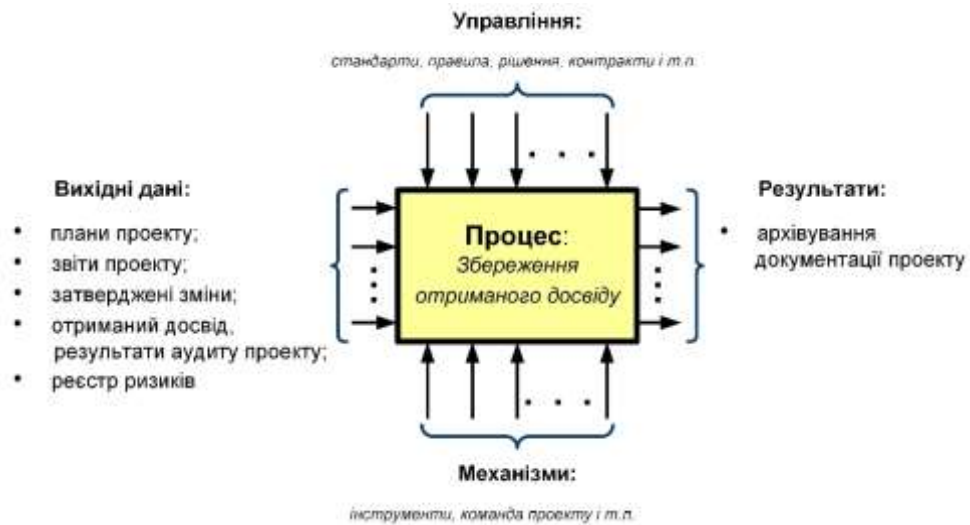 Управління:
стандарти, правила, рішення, контракти і т.п.
Вихідні дані:
• плани проекту;
• звіти проекту;
• затверджені зміни;
• отриманий досвід,
результати аудиту проекту;
• реєстр ризиків
Процес:
Збереження
отриманого досвіду
Результати:
• архівування
документації проекту
Механізми:
інструменти, команда проекту і т.п.